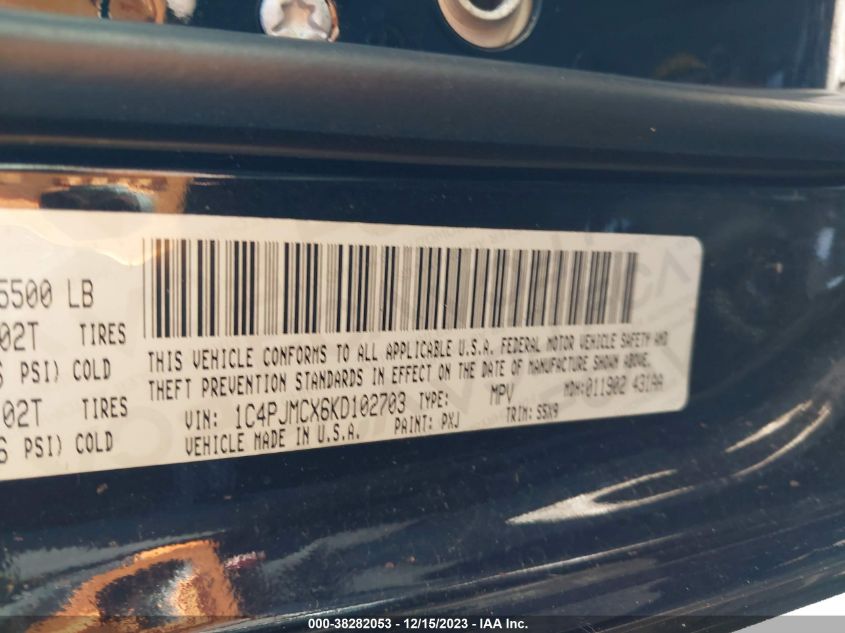 5500 LB
02T TIRES
PSI) COLD
02T TIRES
PSI) COLD
THIS VEHICLE CONFORMS TO ALL APPLICABLE U.S.A. FEDERAL MOTOR VEHICLE SAFETY AND
THEFT PREVENTION STANDARDS IN EFFECT ON THE DATE OF MANUFACTURE SHOWN ABOVE.
VIN: 1C4PJMCX6KD102703 TYPE: MPV MDH:011902 431AA
VEHICLE MADE IN U.S.A. PAINT: PXJ TRIM: S5X9
000-38282053 - 12/15/2023 - IAA Inc.